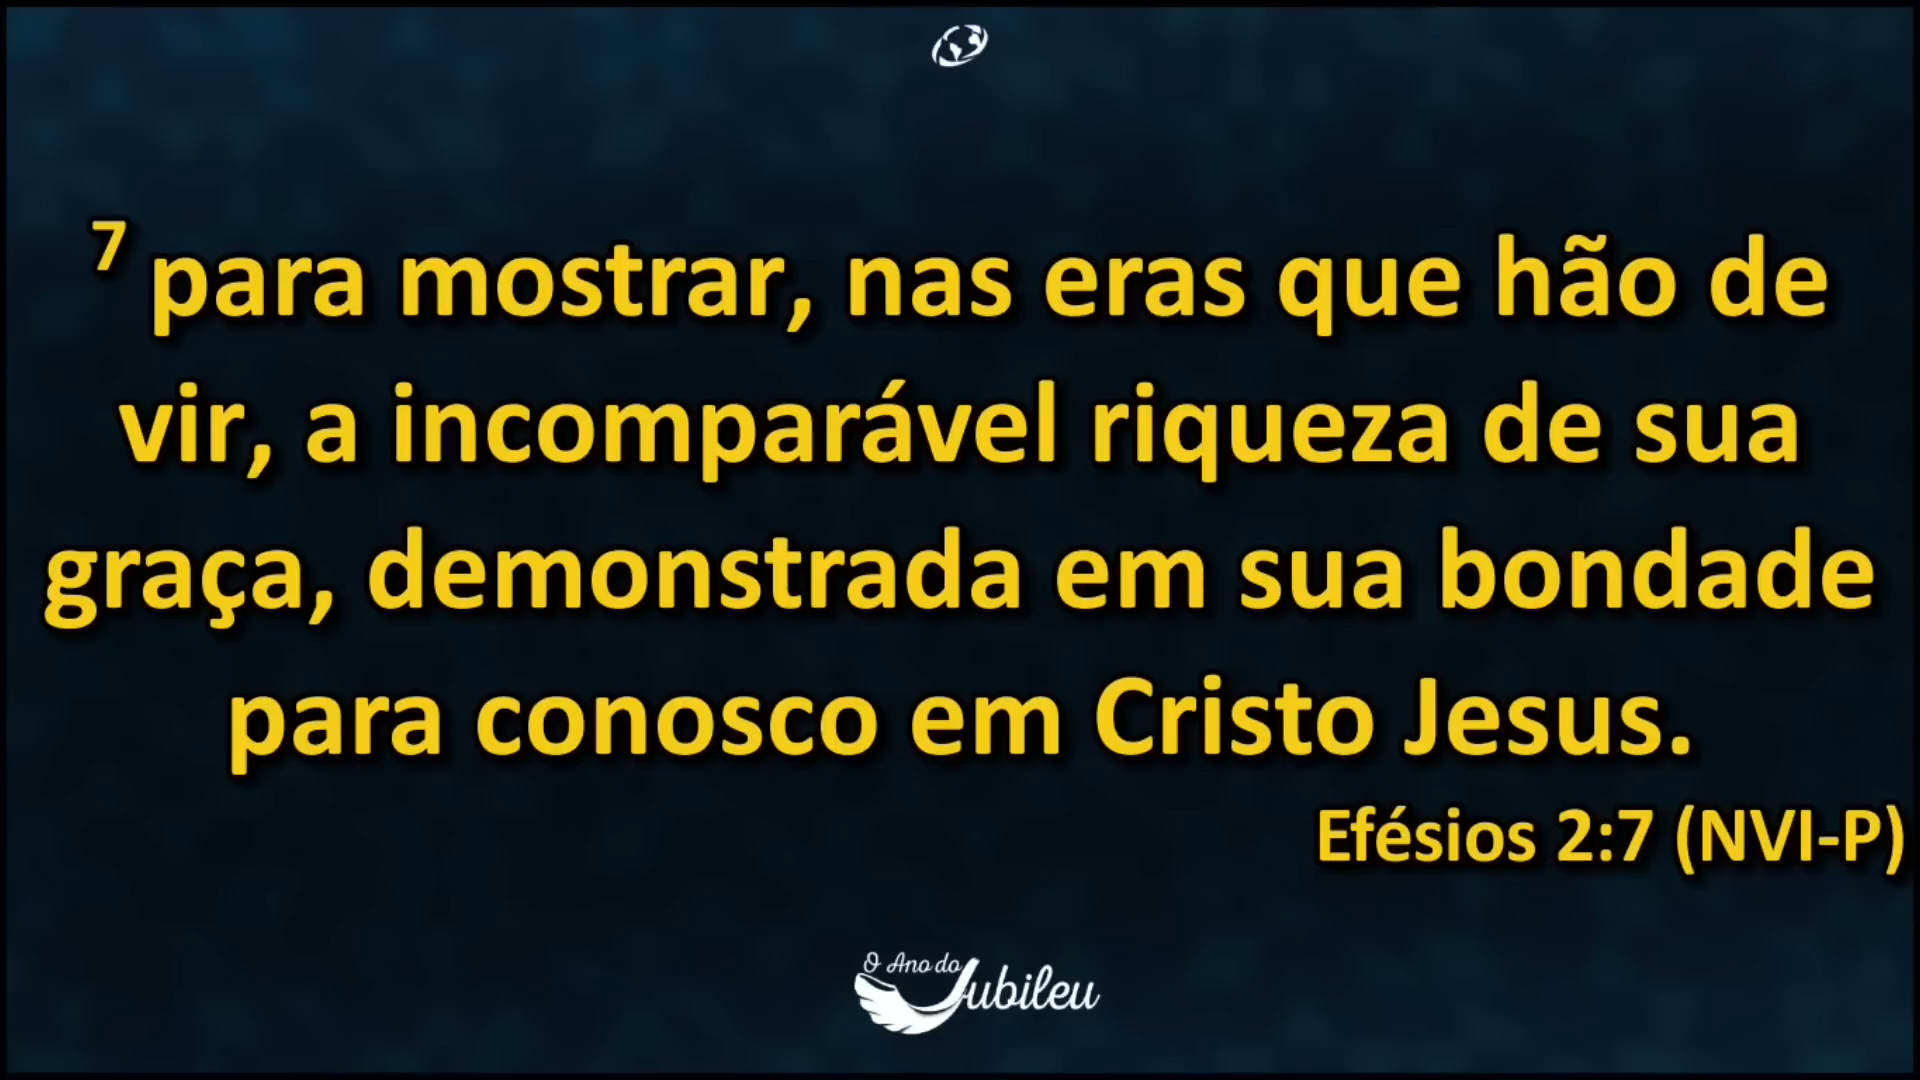 7 para mostrar, nas eras que hão de
vir, a incomparável riqueza de sua
graça, demonstrada em sua bondade
para conosco em Cristo Jesus.
Efésios 2:7 (NVI-P)
O Ano do
Jubileu